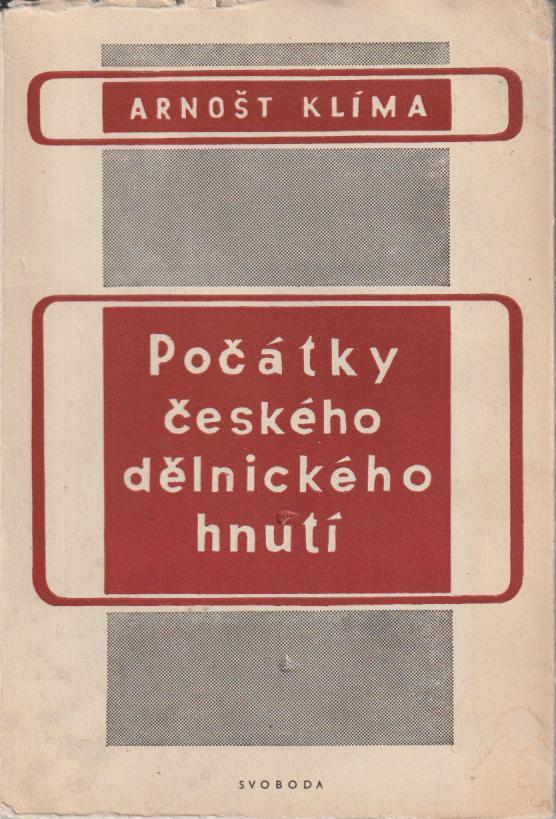 ARNOŠT KLÍMA
Počátky
českého
dělnického
hnutí
SVOBODA